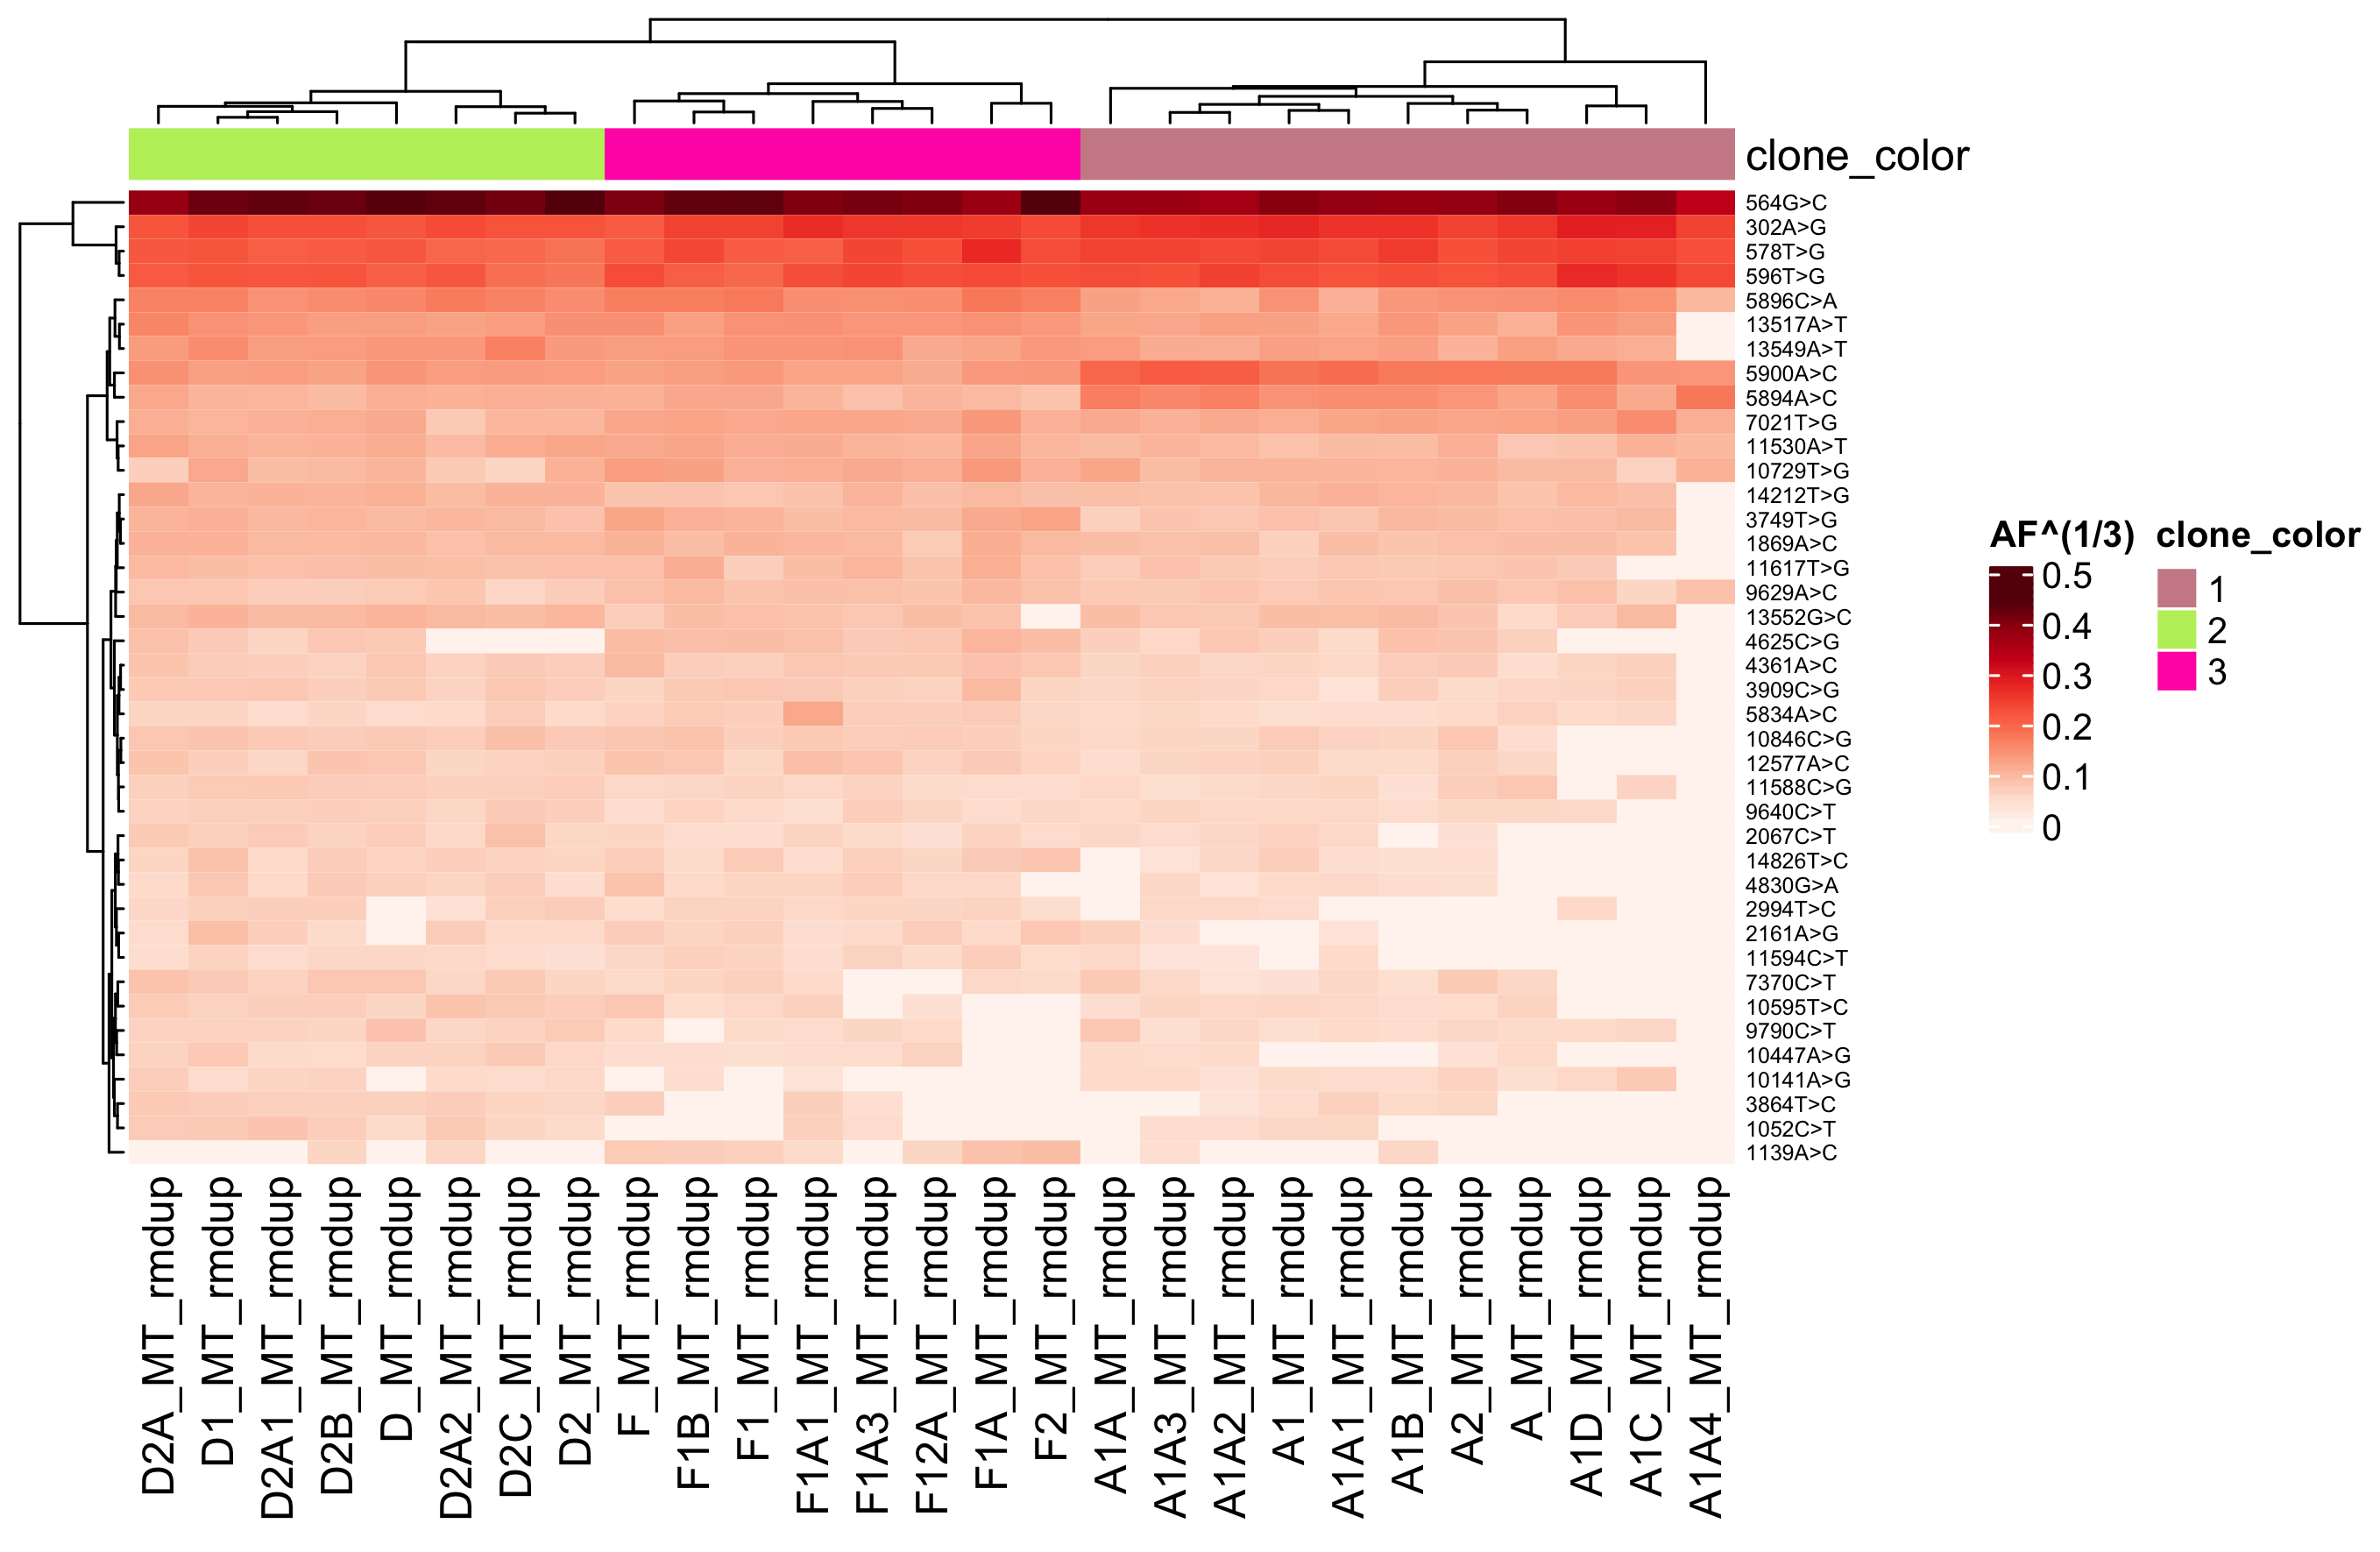 clone_color
564G>C
302A>G
578T>G
596T>G
5896C>A
13517A>T
13549A>T
5900A>C
5894A>C
7021T>G
11530A>T
10729T>G
14212T>G
3749T>G
1869A>C
11617T>G
9629A>C
13552G>C
4625C>G
4361A>C
3909C>G
5834A>C
10846C>G
12577A>C
11588C>G
9640C>T
2067C>T
14826T>C
4830G>A
2994T>C
2161A>G
11594C>T
7370C>T
10595T>C
9790C>T
10447A>G
10141A>G
3864T>C
1052C>T
1139A>C
D2A_MT_rmdup
D1_MT_rmdup
D2A1_MT_rmdup
D2B_MT_rmdup
D_MT_rmdup
D2A2_MT_rmdup
D2C_MT_rmdup
D2_MT_rmdup
F_MT_rmdup
F1B_MT_rmdup
F1_MT_rmdup
F1A1_MT_rmdup
F1A3_MT_rmdup
F12A_MT_rmdup
F1A_MT_rmdup
F2_MT_rmdup
A1A_MT_rmdup
A1A3_MT_rmdup
A1A2_MT_rmdup
A1_MT_rmdup
A1A1_MT_rmdup
A1B_MT_rmdup
A2_MT_rmdup
A_MT_rmdup
A1D_MT_rmdup
A1C_MT_rmdup
A1A4_MT_rmdup
AF^(1/3)
0.5
0.4
0.3
0.2
0.1
0
clone_color
1
2
3